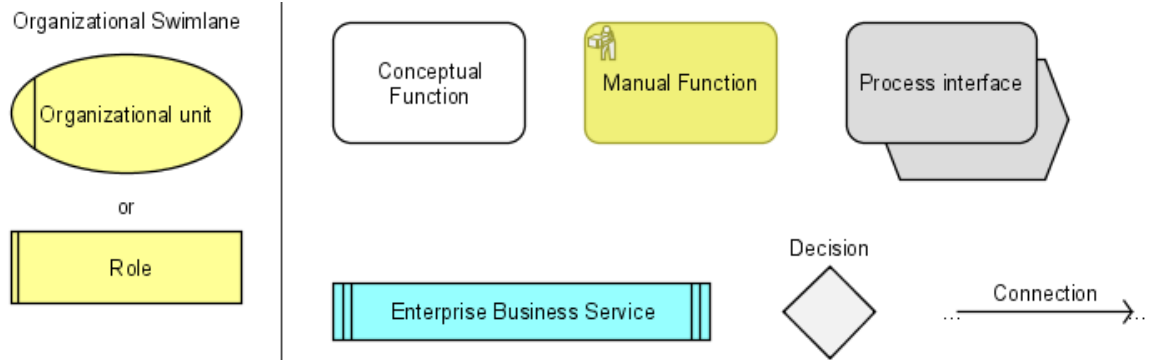 Organizational Swimlane
Organizational unit
or
Role
Conceptual
Function
Manual Function
Process interface
Enterprise Business Service
Decision
Connection
...
...